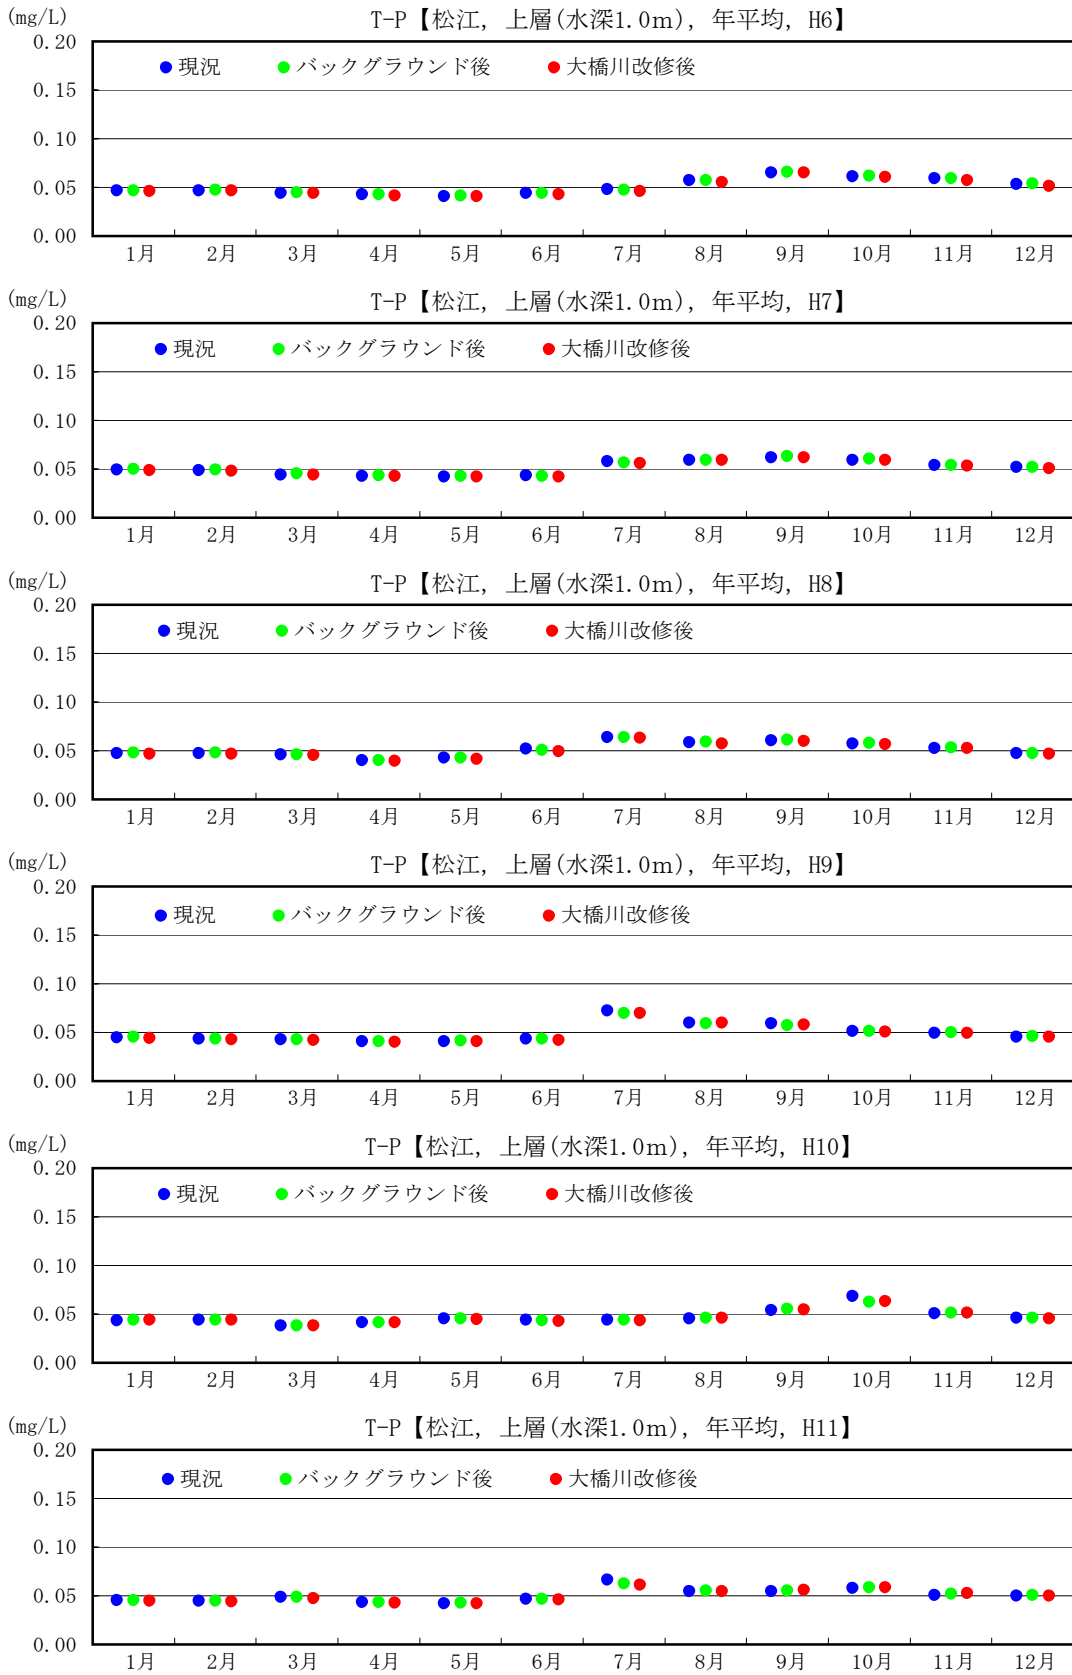 (mg/L) T-P【松江, 上層(水深1.0m), 年平均, H6】
0.20
● 現況 ● バックグラウンド後 ● 大橋川改修後
0.15
0.10
0.05
0.00
1月 2月 3月 4月 5月 6月 7月 8月 9月 10月 11月 12月
(mg/L) T-P【松江, 上層(水深1.0m), 年平均, H7】
0.20
● 現況 ● バックグラウンド後 ● 大橋川改修後
0.15
0.10
0.05
0.00
1月 2月 3月 4月 5月 6月 7月 8月 9月 10月 11月 12月
(mg/L) T-P【松江, 上層(水深1.0m), 年平均, H8】
0.20
● 現況 ● バックグラウンド後 ● 大橋川改修後
0.15
0.10
0.05
0.00
1月 2月 3月 4月 5月 6月 7月 8月 9月 10月 11月 12月
(mg/L) T-P【松江, 上層(水深1.0m), 年平均, H9】
0.20
● 現況 ● バックグラウンド後 ● 大橋川改修後
0.15
0.10
0.05
0.00
1月 2月 3月 4月 5月 6月 7月 8月 9月 10月 11月 12月
(mg/L) T-P【松江, 上層(水深1.0m), 年平均, H10】
0.20
● 現況 ● バックグラウンド後 ● 大橋川改修後
0.15
0.10
0.05
0.00
1月 2月 3月 4月 5月 6月 7月 8月 9月 10月 11月 12月
(mg/L) T-P【松江, 上層(水深1.0m), 年平均, H11】
0.20
● 現況 ● バックグラウンド後 ● 大橋川改修後
0.15
0.10
0.05
0.00
1月 2月 3月 4月 5月 6月 7月 8月 9月 10月 11月 12月